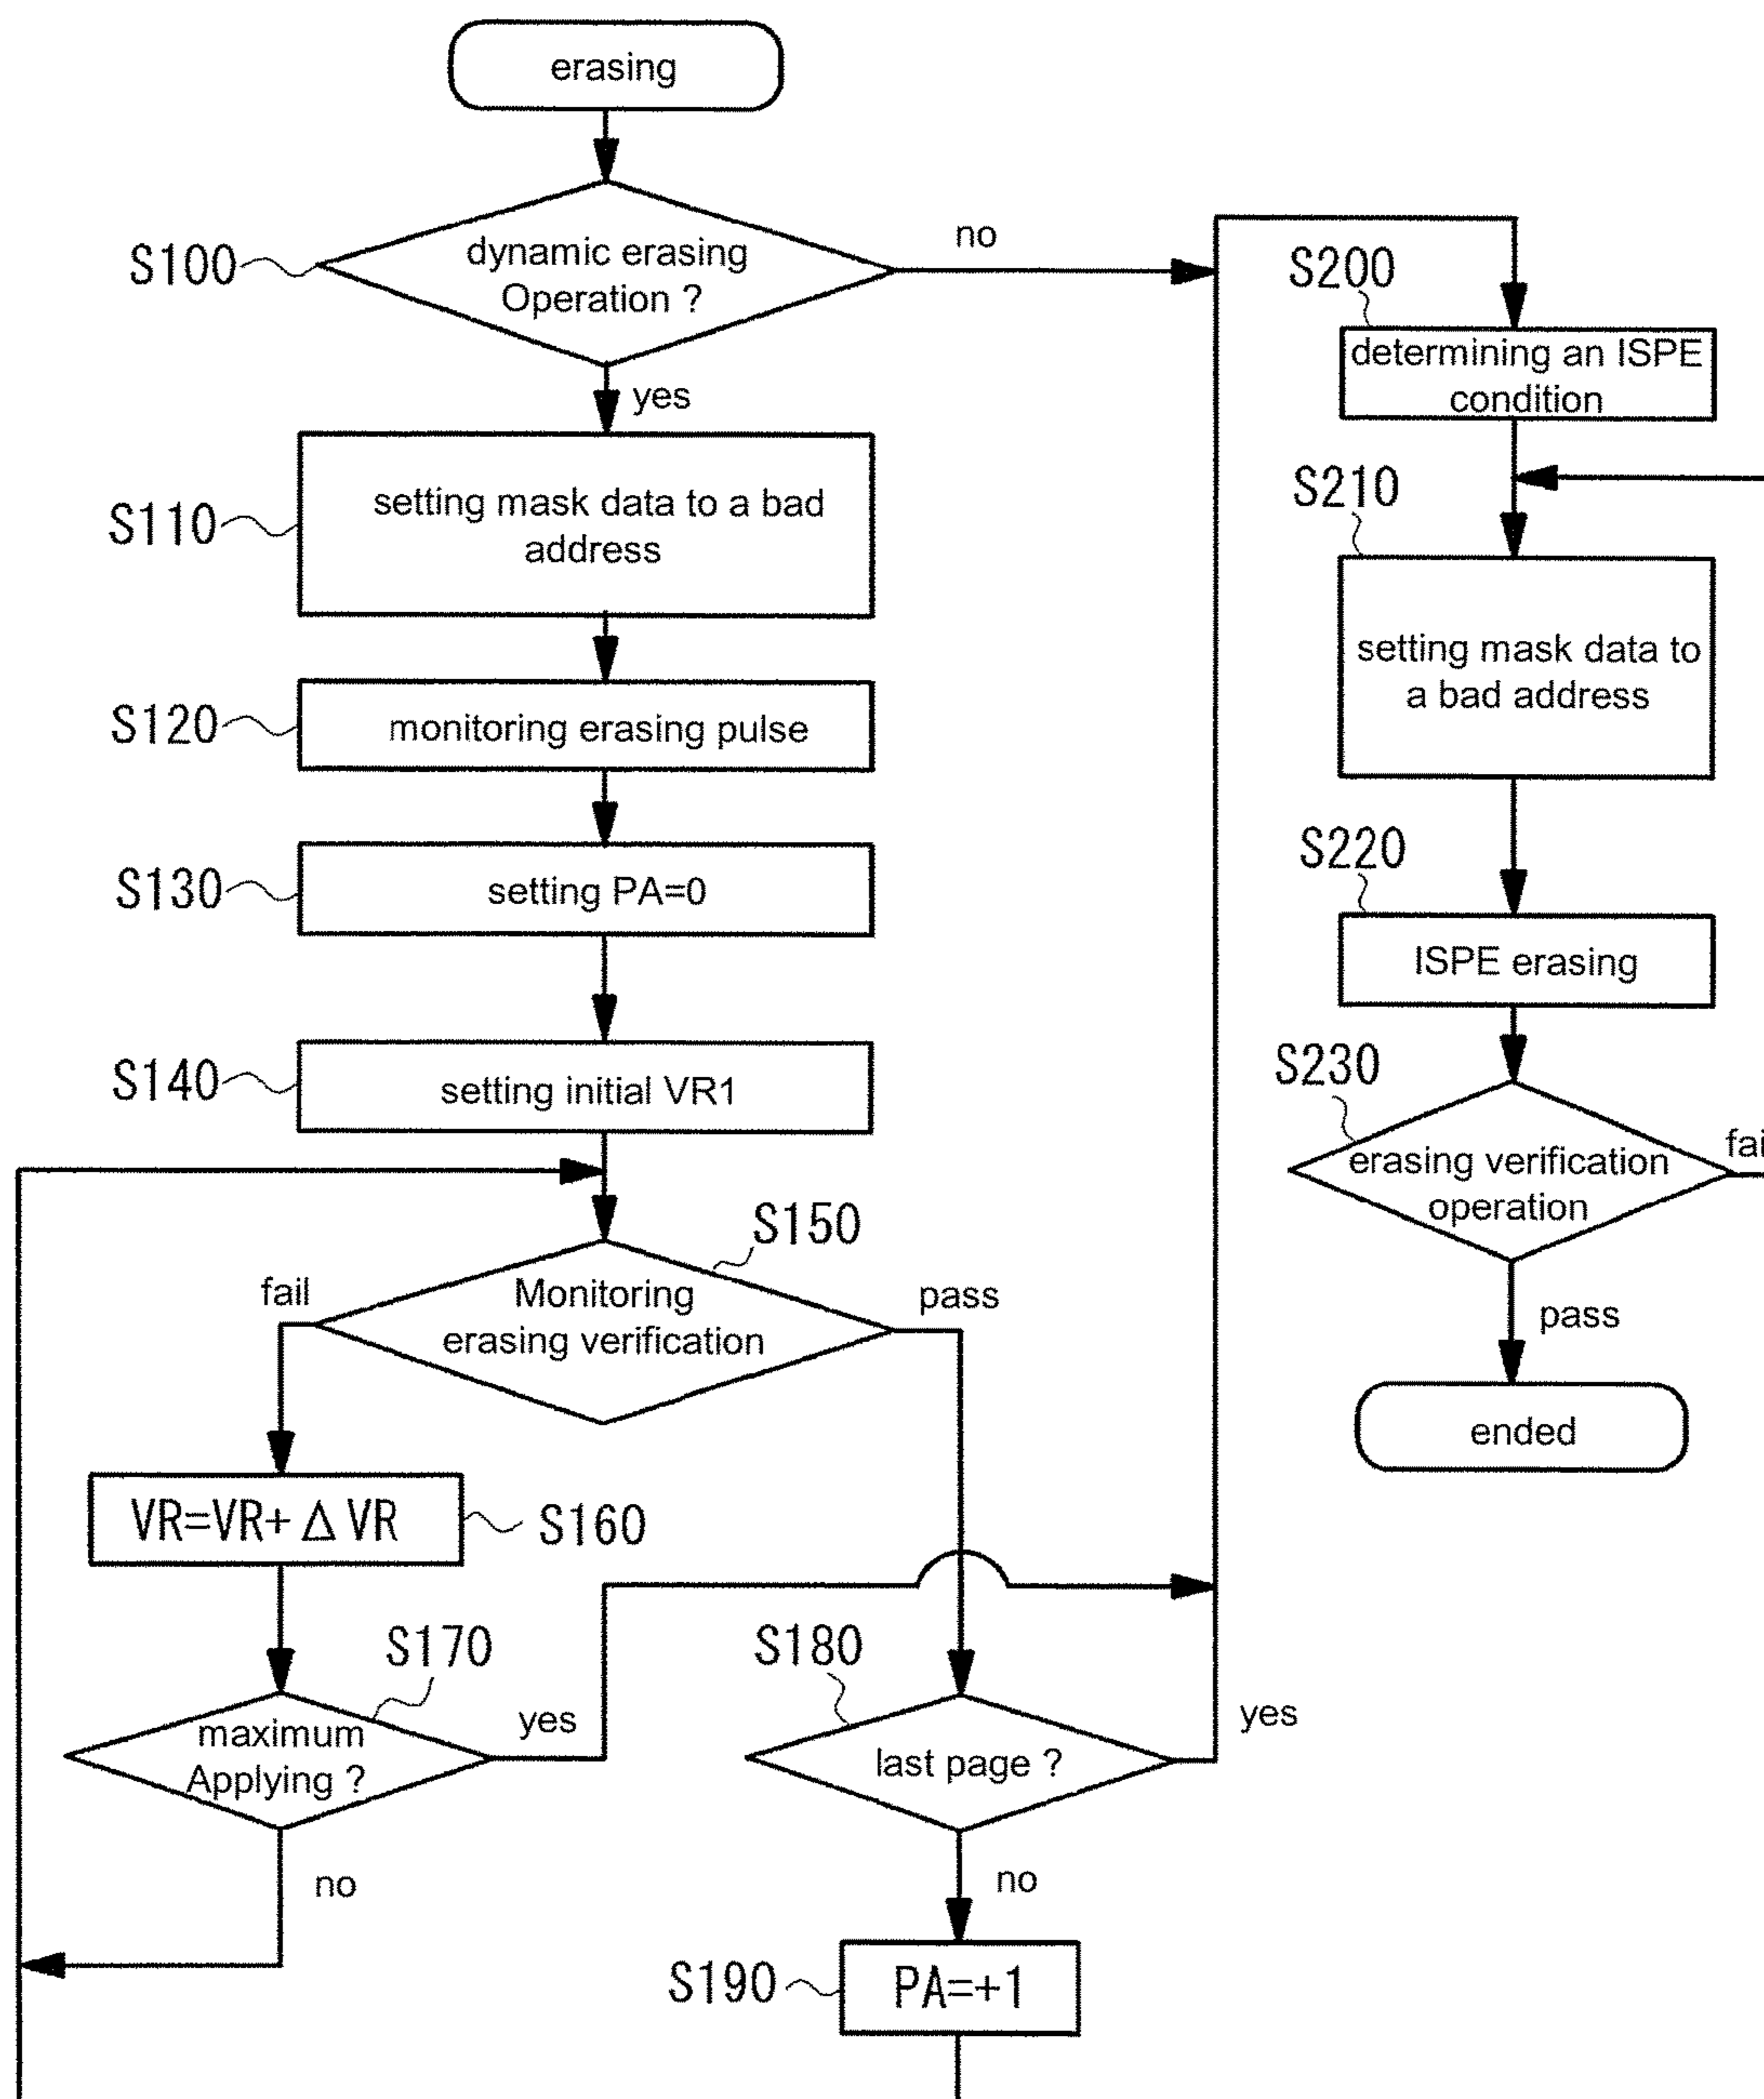 erasing
S100
dynamic erasing
Operation ?
no
yes
S110
setting mask data to a bad
address
S120
monitoring erasing pulse
S130
setting PA=0
S140
setting initial VR1
S150
fail
Monitoring
erasing verification
pass
VR=VR+ Δ VR
S160
S170
maximum
Applying ?
yes
no
S180
last page ?
yes
no
S190
PA=+1
S200
determining an ISPE
condition
S210
setting mask data to
a bad address
S220
ISPE erasing
S230
erasing verification
operation
fai
pass
ended